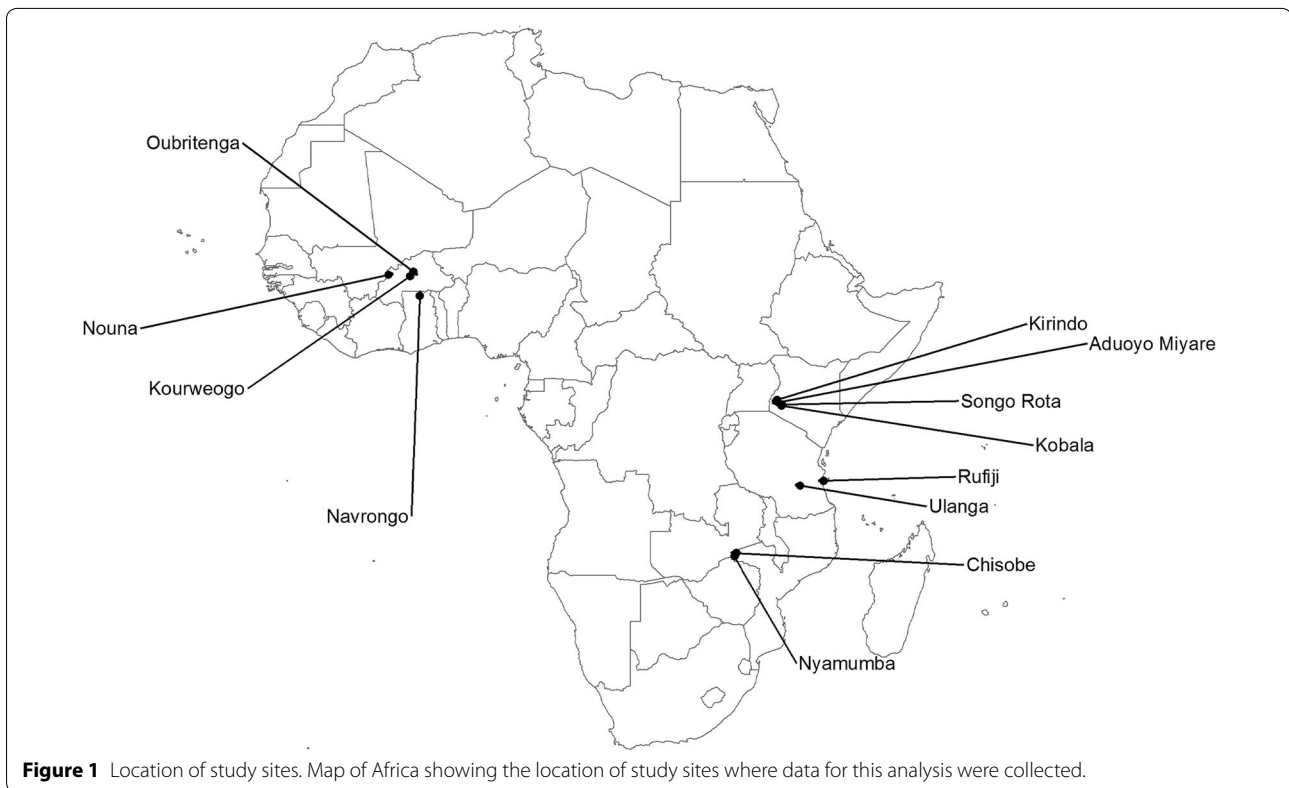 Oubritenga
Nouna
Kourweogo
Navrongo
Kirindo
Aduoyo Miyare
Songo Rota
Kobala
Rufiji
Ulanga
Chisobe
Nyamumba
Figure 1 Location of study sites. Map of Africa showing the location of study sites where data for this analysis were collected.